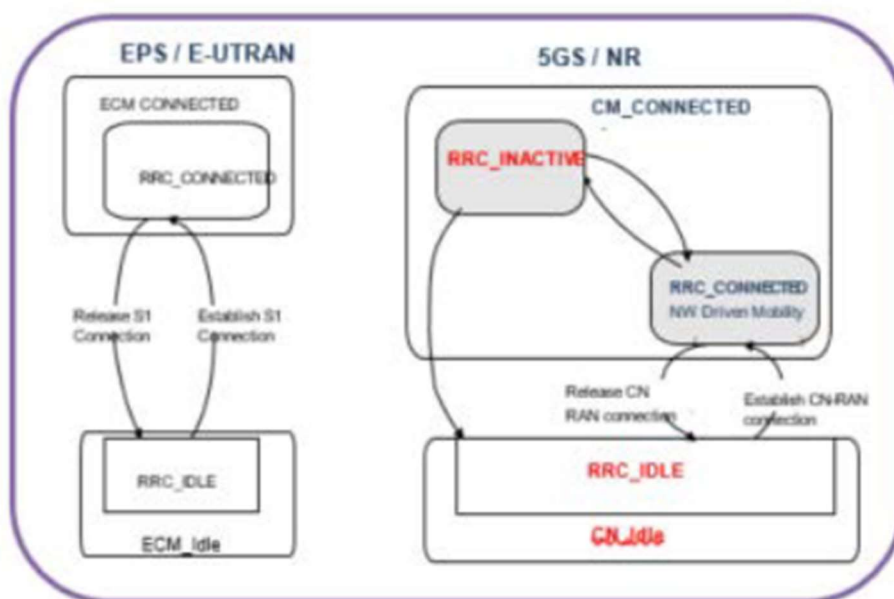 EPS / E-UTRAN
ECM CONNECTED
RRC_CONNECTED
Release S1
Connection
Establish S1
Connection
RRC_IDLE
ECM_Idle
5GS / NR
CM_CONNECTED
RRC_INACTIVE
RRC_CONNECTED
NW Driven Mobility
Release CN
RAN connection
Establish CN-RAN
connection
RRC_IDLE
CN_Idle